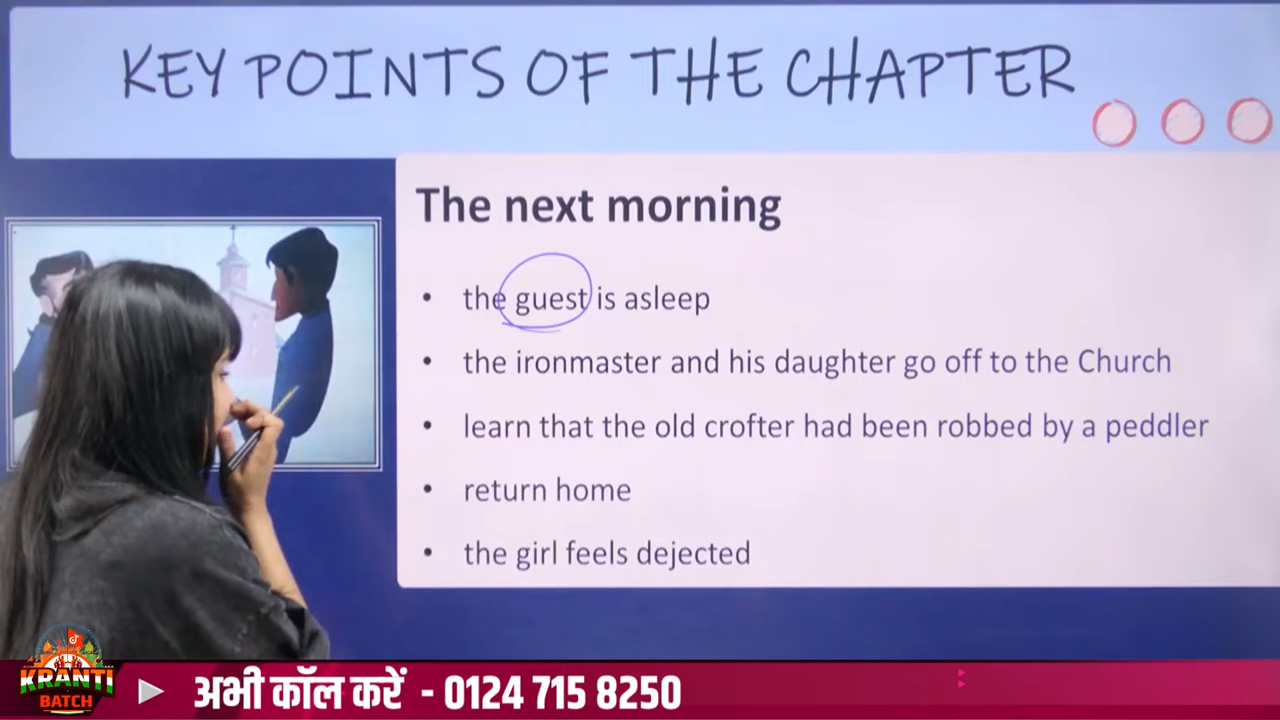 KEY POINTS OF THE CHAPTER
The next morning
• the guest is asleep
• the ironmaster and his daughter go off to the Church
• learn that the old crofter had been robbed by a peddler
• return home
• the girl feels dejected
KRANTI
BATCH
अभी कॉल करें - 0124 715 8250